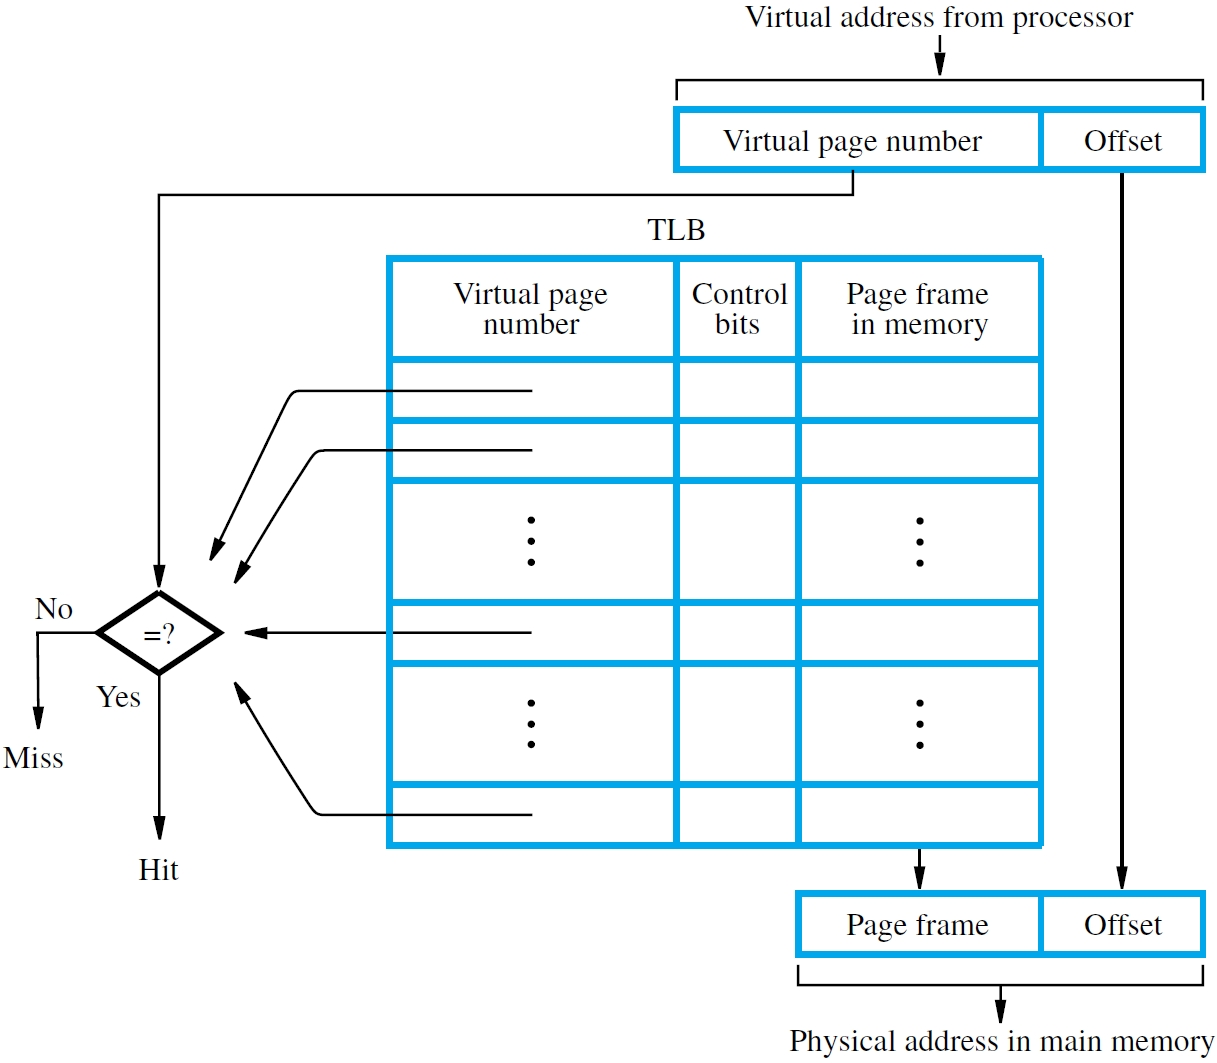 Virtual address from processor
Virtual page number
Offset
TLB
Virtual page
number
Control
bits
Page frame
in memory
No
=?
Yes
Miss
Hit
Page frame
Offset
Physical address in main memory